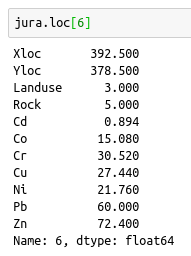 jura.loc[6]
Xloc 392.500
Yloc 378.500
Landuse 3.000
Rock 5.000
Cd 0.894
Co 15.080
Cr 30.520
Cu 27.440
Ni 21.760
Pb 60.000
Zn 72.400
Name: 6, dtype: float64